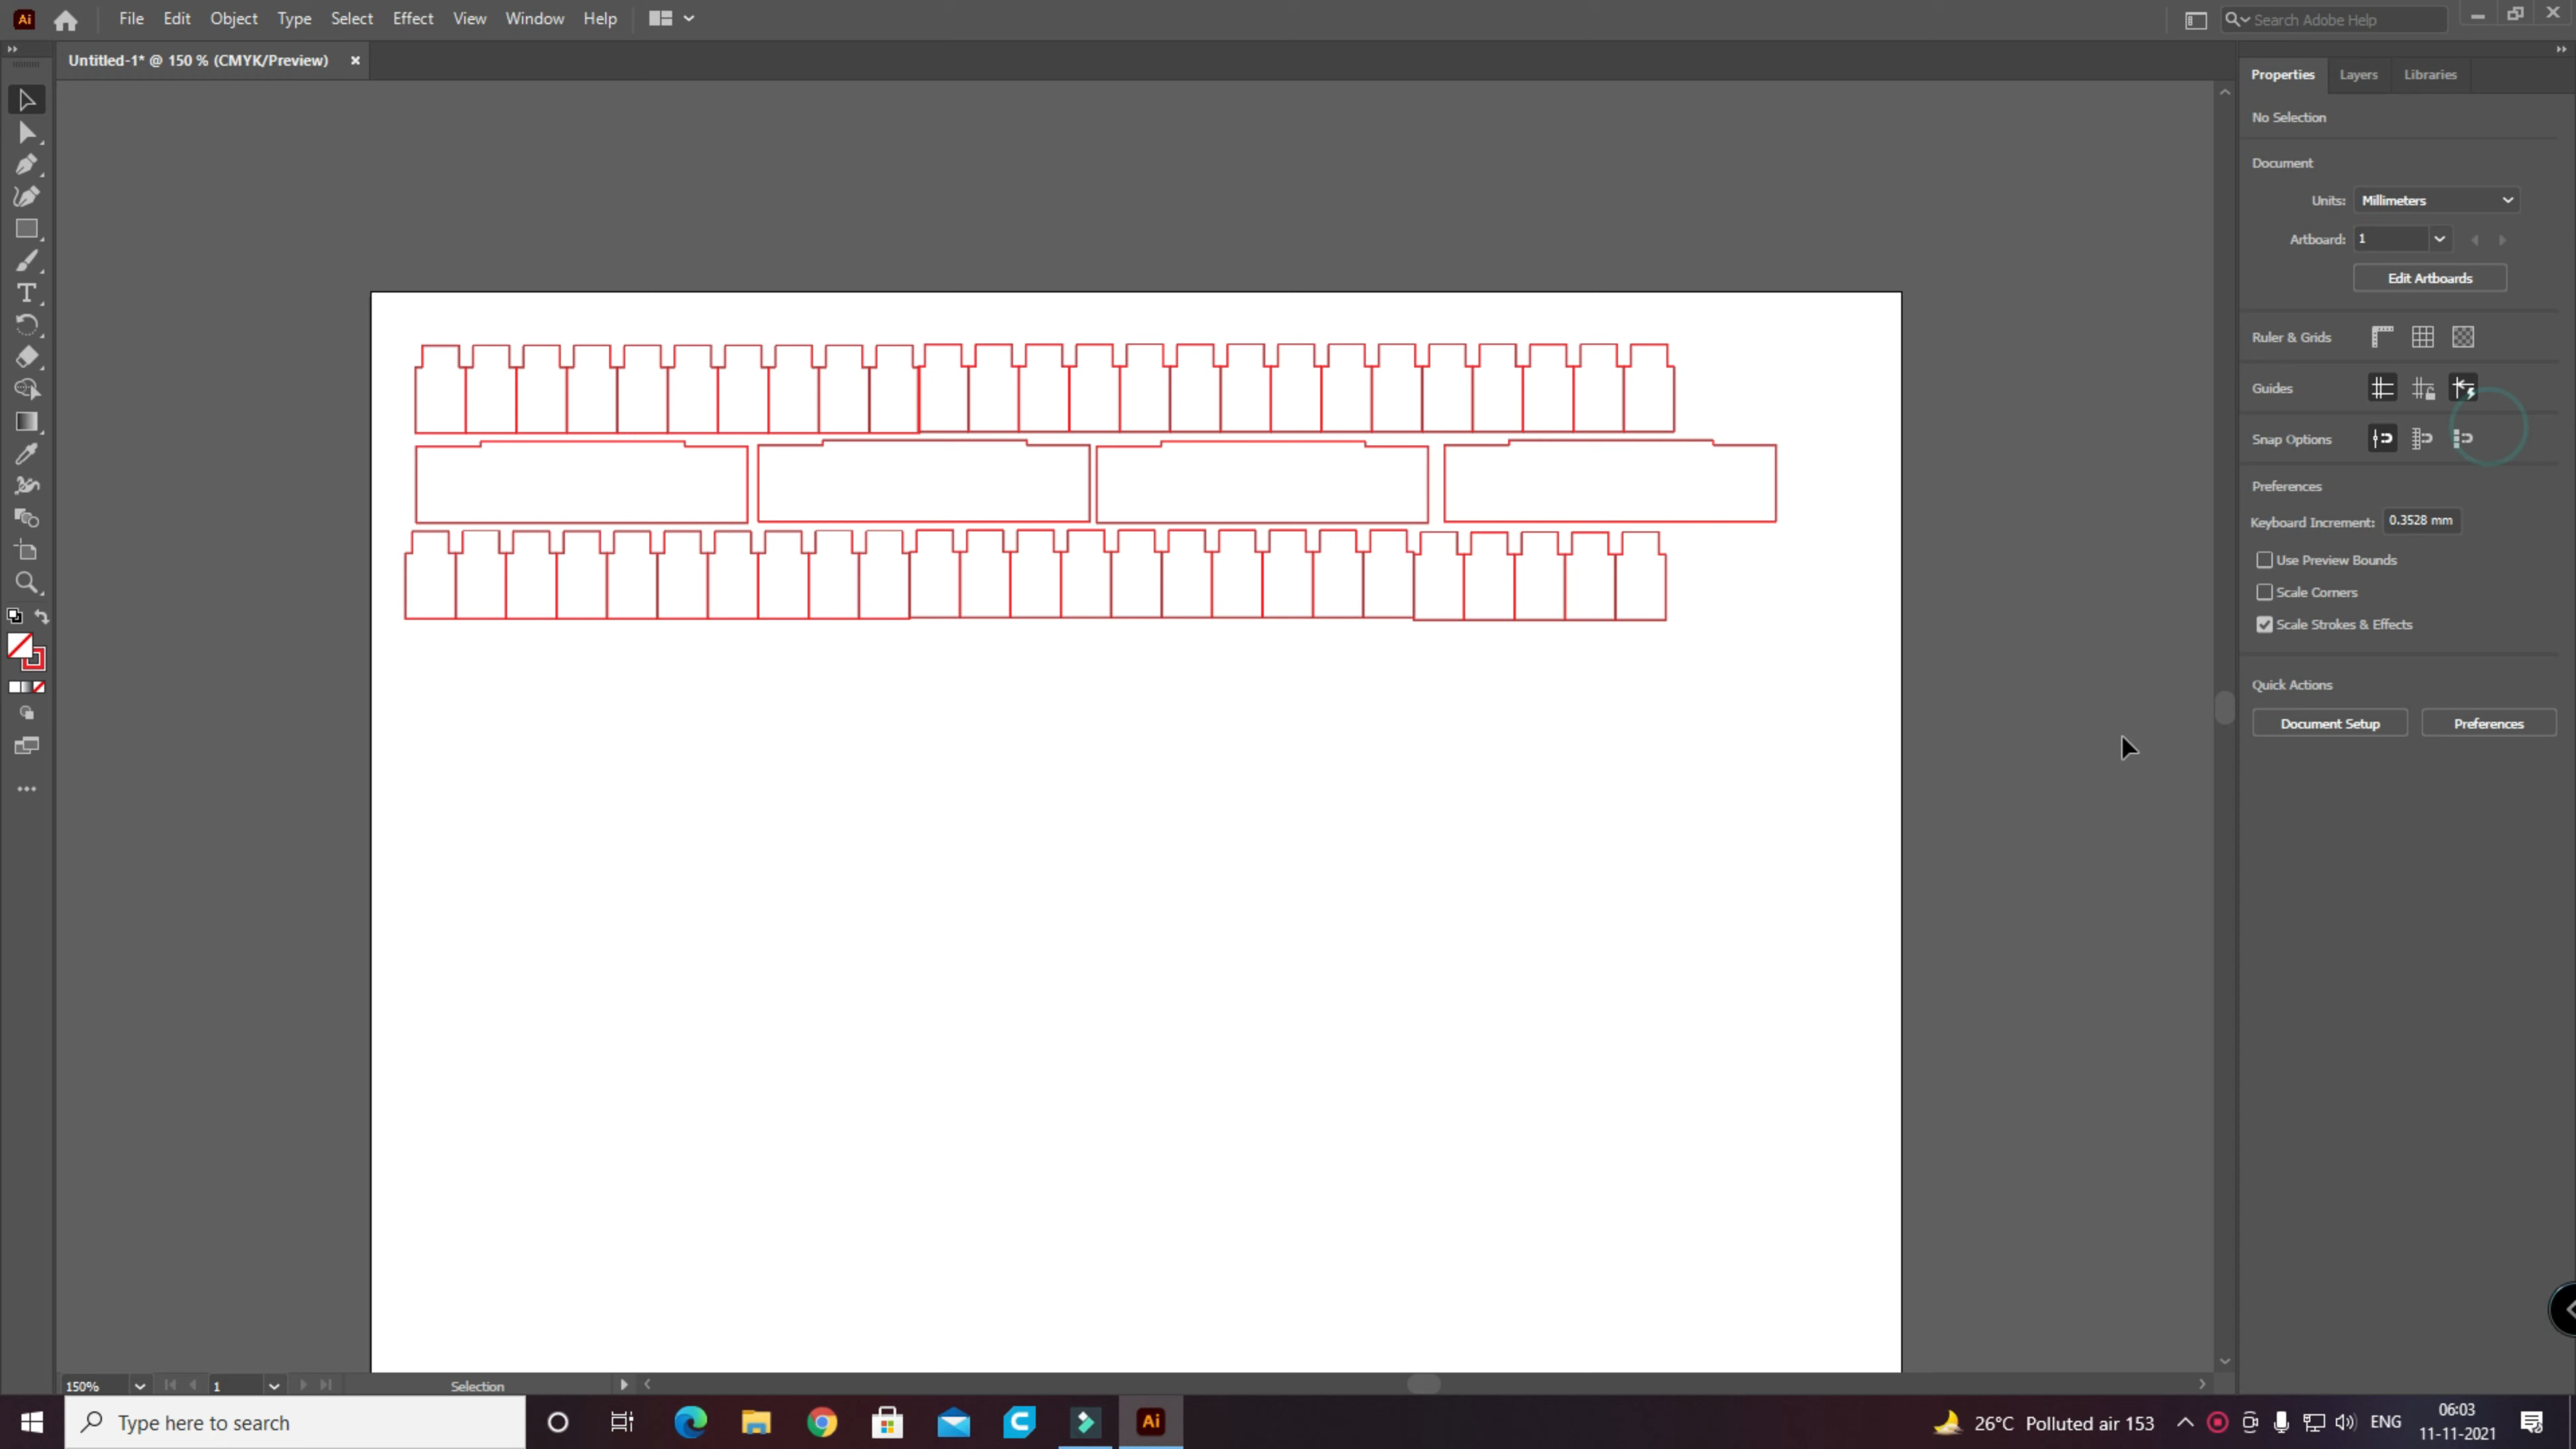 Ai File Edit Object Type Select Effect View Window Help Search Adobe Help
Untitled-1* @ 150 % (CMYK/Preview)
Properties Layers Libraries
No Selection
Document
Units: Millimeters
Artboard: 1
Edit Artboards
Ruler & Grids
Guides
Snap Options
Preferences
Keyboard Increment: 0.3528 mm
Use Preview Bounds
Scale Corners
Scale Strokes & Effects
Quick Actions
Document Setup Preferences
150% 1 Selection
Type here to search Ai 26°C Polluted air 153 ENG 06:03
11-11-2021